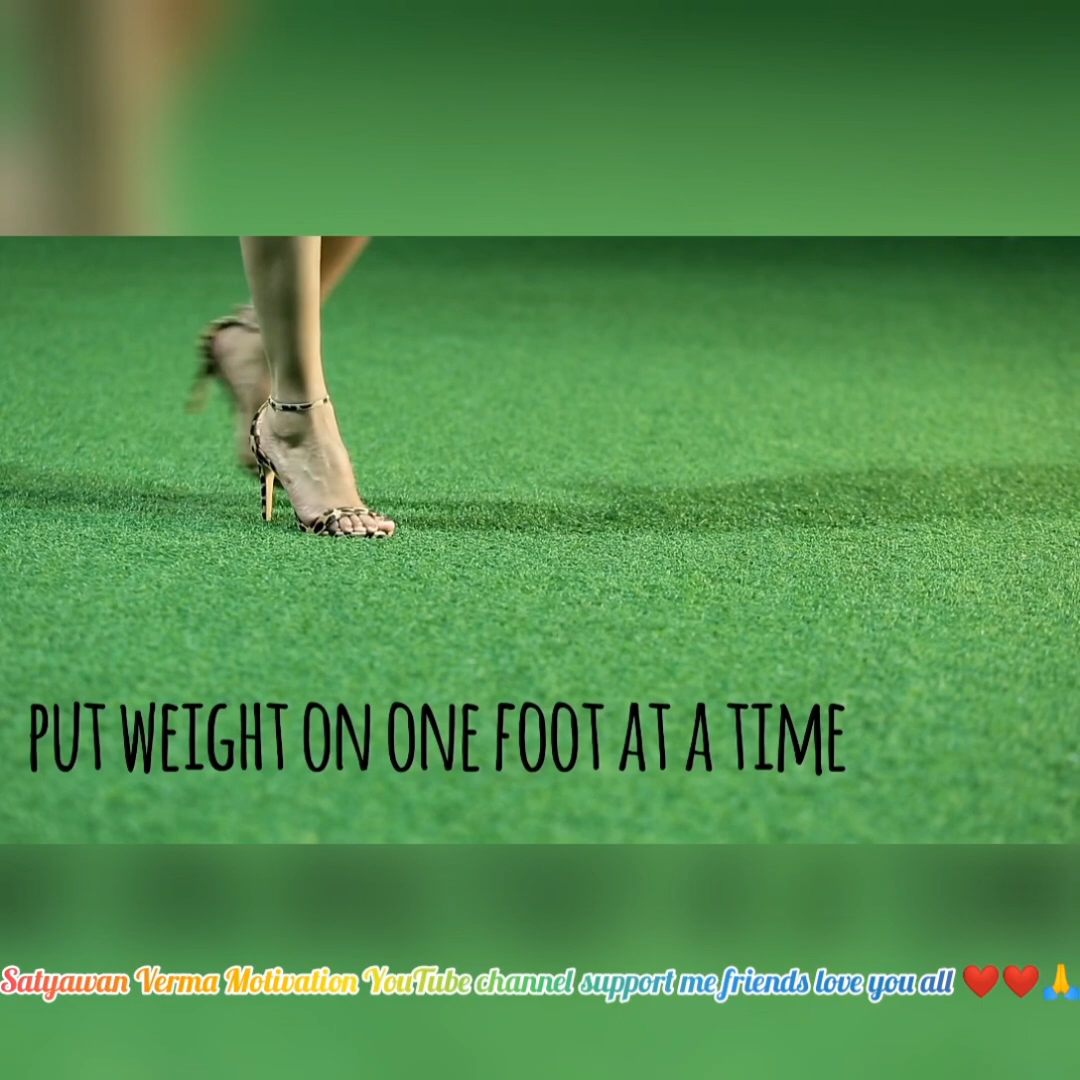 PUT WEIGHT ON ONE FOOT AT A TIME
Satyawan Verma Motivation YouTube channel support me friends love you all ❤️❤️🙏